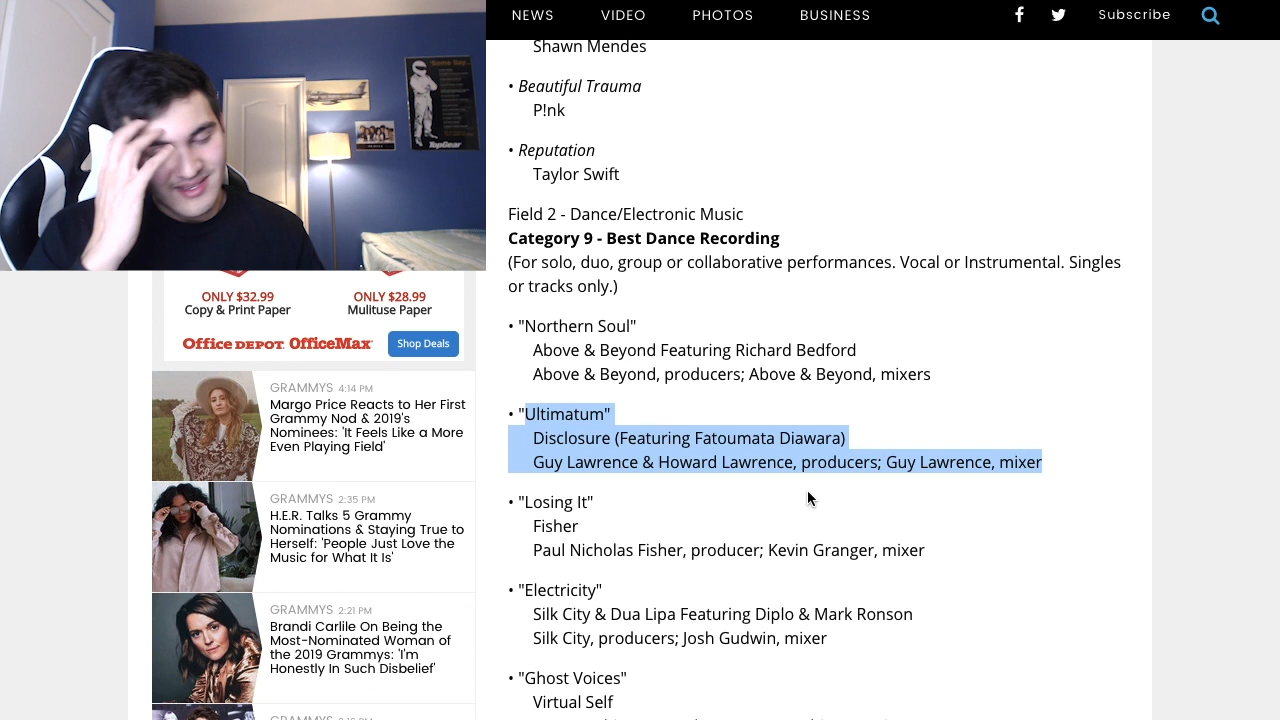 NEWS VIDEO PHOTOS BUSINESS Subscribe
"Some Say...
TopGear
Shawn Mendes
• Beautiful Trauma
P!nk
• Reputation
Taylor Swift
Field 2 - Dance/Electronic Music
Category 9 - Best Dance Recording
(For solo, duo, group or collaborative performances. Vocal or Instrumental. Singles
or tracks only.)
• "Northern Soul"
Above & Beyond Featuring Richard Bedford
Above & Beyond, producers; Above & Beyond, mixers
• "Ultimatum"
Disclosure (Featuring Fatoumata Diawara)
Guy Lawrence & Howard Lawrence, producers; Guy Lawrence, mixer
• "Losing It"
Fisher
Paul Nicholas Fisher, producer; Kevin Granger, mixer
• "Electricity"
Silk City & Dua Lipa Featuring Diplo & Mark Ronson
Silk City, producers; Josh Gudwin, mixer
• "Ghost Voices"
Virtual Self
ONLY $32.99
Copy & Print Paper
ONLY $28.99
Mulituse Paper
Office DEPOT OfficeMax
Shop Deals
GRAMMYS 4:14 PM
Margo Price Reacts to Her First
Grammy Nod & 2019's
Nominees: 'It Feels Like a More
Even Playing Field'
GRAMMYS 2:35 PM
H.E.R. Talks 5 Grammy
Nominations & Staying True to
Herself: 'People Just Love the
Music for What It Is'
GRAMMYS 2:21 PM
Brandi Carlile On Being the
Most-Nominated Woman of
the 2019 Grammys: 'I'm
Honestly In Such Disbelief'
GRAMMYS